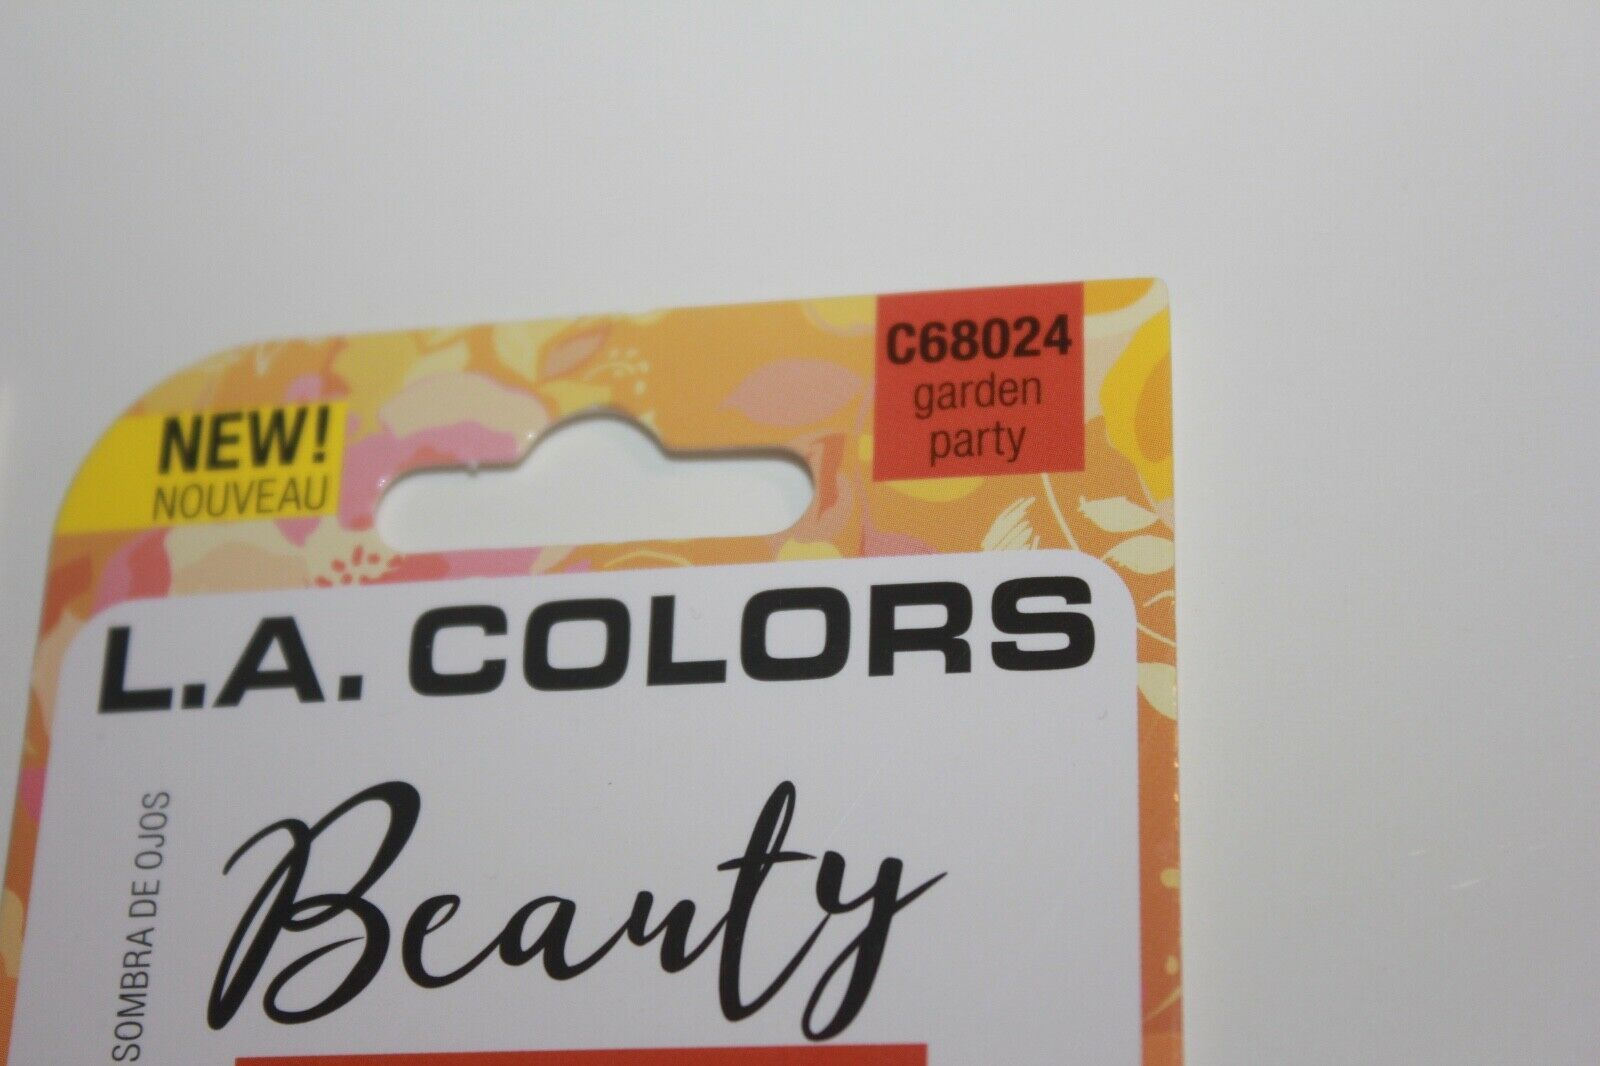 NEW!
NOUVEAU
C68024
garden
party
L.A. COLORS
Beauty
SOMBRA DE OJOS